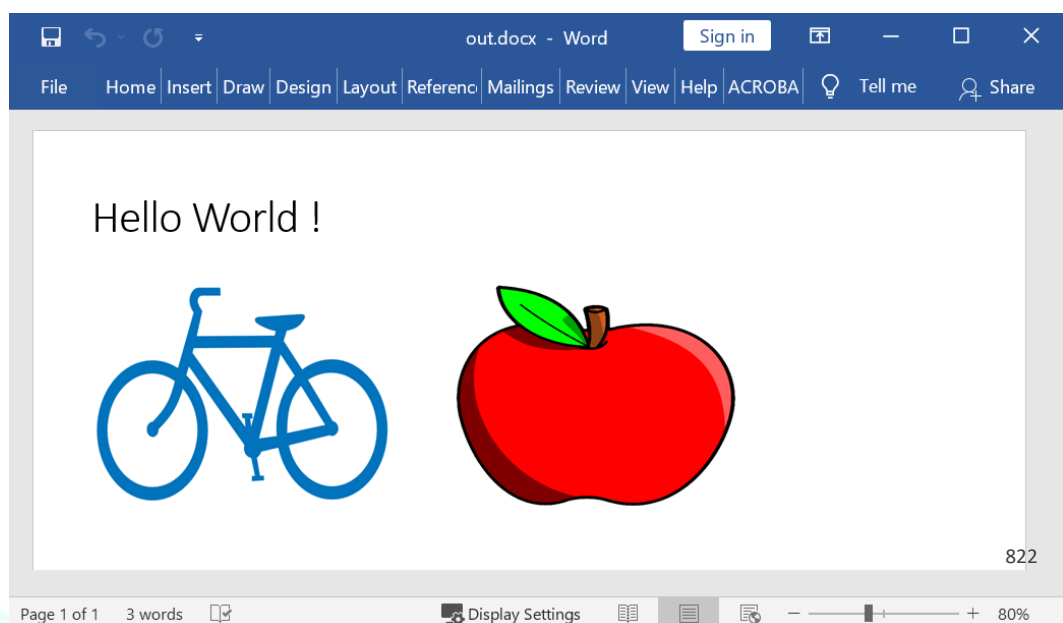 out.docx - Word Sign in
File Home Insert Draw Design Layout Referenc Mailings Review View Help ACROBA Tell me Share
Hello World !
822
Page 1 of 1 3 words Display Settings 80%